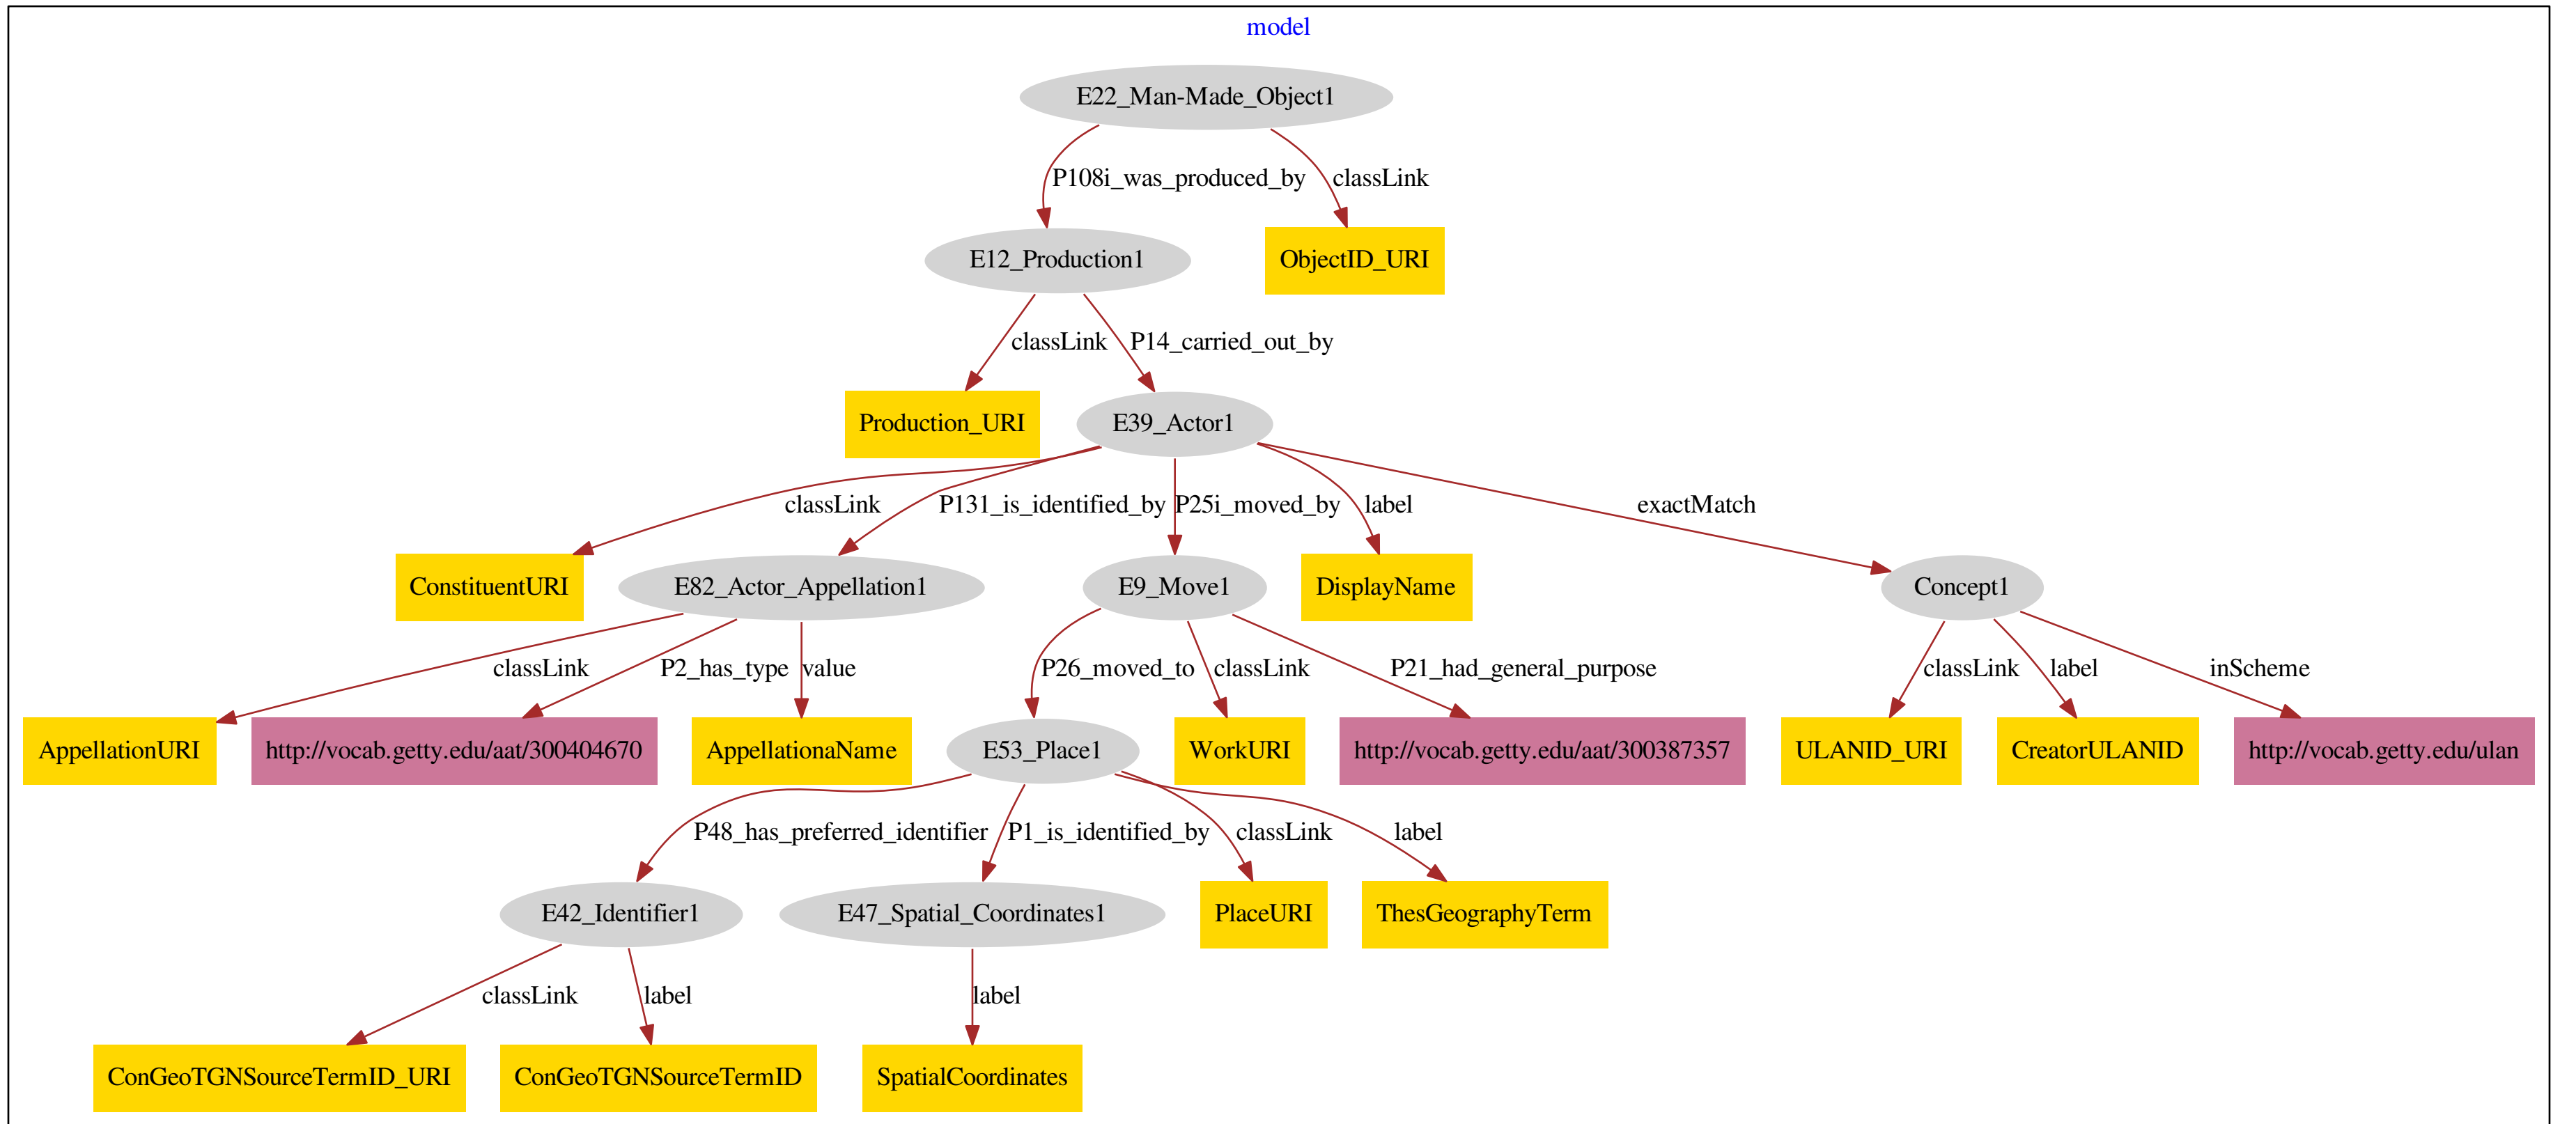 model
E22_Man-Made_Object1
P108i_was_produced_by
classLink
E12_Production1
ObjectID_URI
classLink
P14_carried_out_by
Production_URI
E39_Actor1
classLink
P131_is_identified_by
P25i_moved_by
label
exactMatch
ConstituentURI
E82_Actor_Appellation1
E9_Move1
DisplayName
Concept1
classLink
P2_has_type
value
P26_moved_to
classLink
P21_had_general_purpose
classLink
label
inScheme
AppellationURI
http://vocab.getty.edu/aat/300404670
AppellationaName
E53_Place1
WorkURI
http://vocab.getty.edu/aat/300387357
ULANID_URI
CreatorULANID
http://vocab.getty.edu/ulan
P48_has_preferred_identifier
P1_is_identified_by
classLink
label
E42_Identifier1
E47_Spatial_Coordinates1
PlaceURI
ThesGeographyTerm
classLink
label
label
ConGeoTGNSourceTermID_URI
ConGeoTGNSourceTermID
SpatialCoordinates